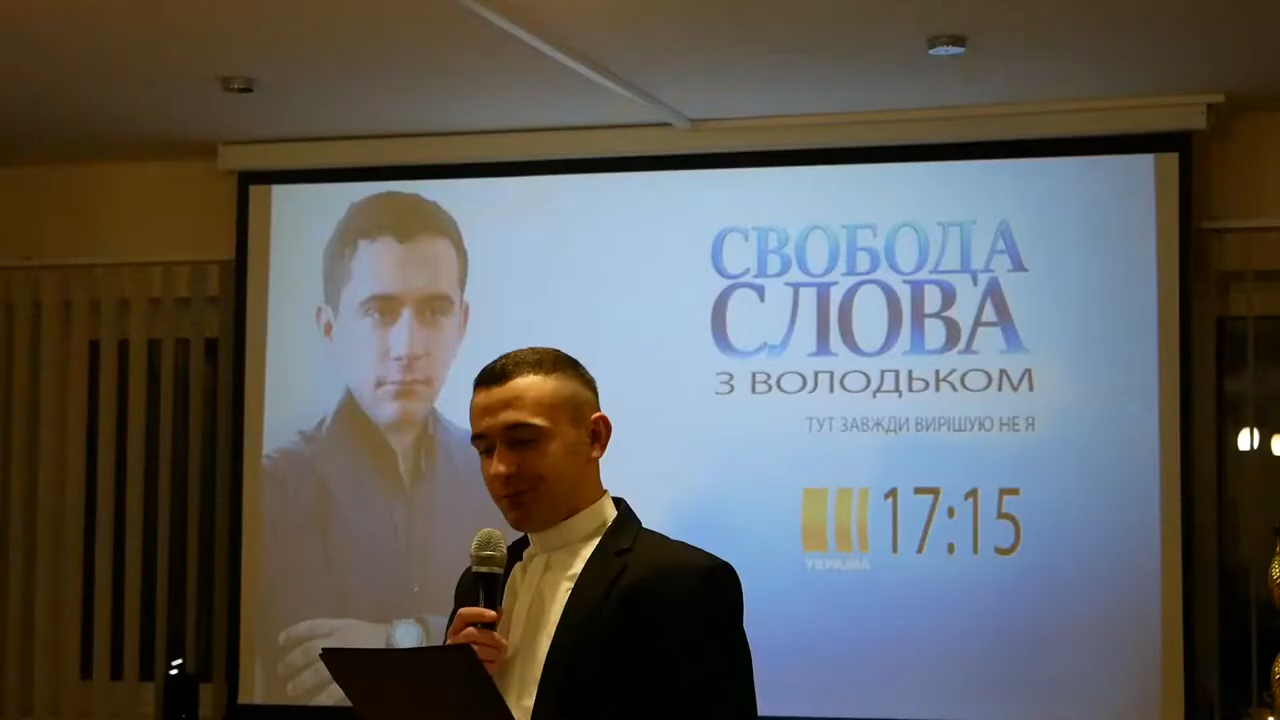 СВОБОДА
СЛОВА
З ВОЛОДЬКОМ
ТУТ ЗАВЖДИ ВИРІШУЮ НЕ Я
17:15
УКРАЇНА